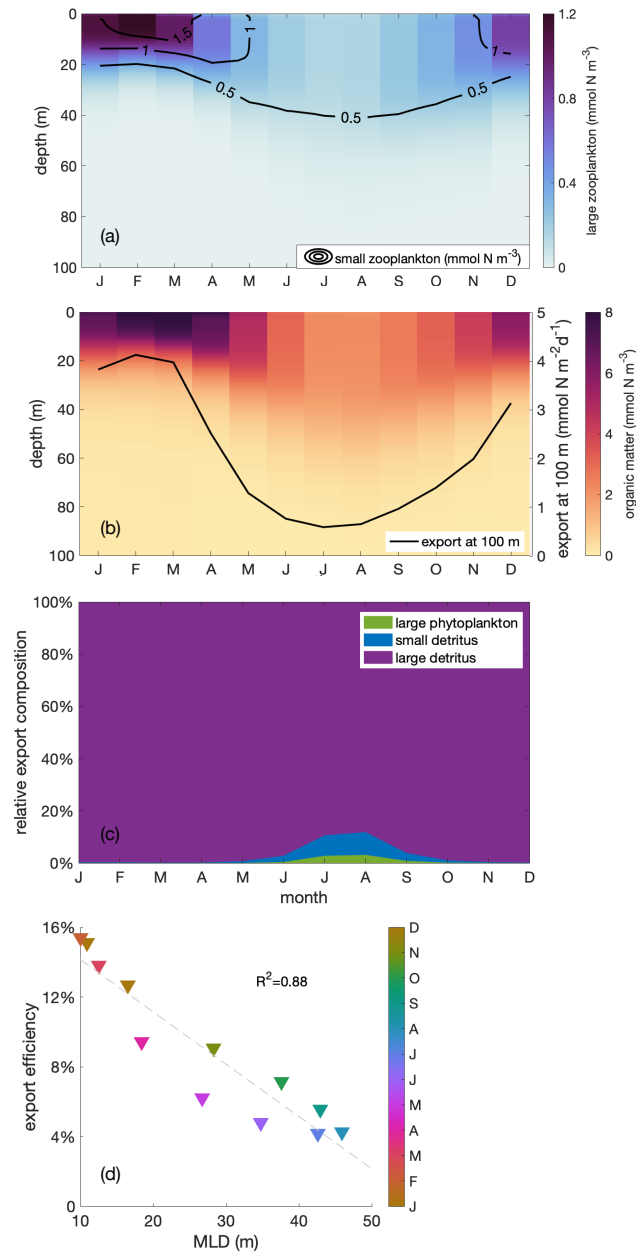 0
20
40
60
80
100
depth (m)
1.5
1
1
1
0.5
0.5
0.5
(a)
small zooplankton (mmol N m⁻³)
J F M A M J J A S O N D
1.2
0.8
0.4
0
large zooplankton (mmol N m⁻³)
0
20
40
60
80
100
depth (m)
(b)
export at 100 m
J F M A M J J A S O N D
5
4
3
2
1
0
export at 100 m (mmol N m⁻²d⁻¹)
8
6
4
2
0
organic matter (mmol N m⁻³)
100%
80%
60%
40%
20%
0%
relative export composition
large phytoplankton
small detritus
large detritus
(c)
J F M A M J J A S O N D
month
16%
12%
8%
4%
0
export efficiency
R²=0.88
(d)
10 20 30 40 50
MLD (m)
D
N
O
S
A
J
J
M
A
M
F
J